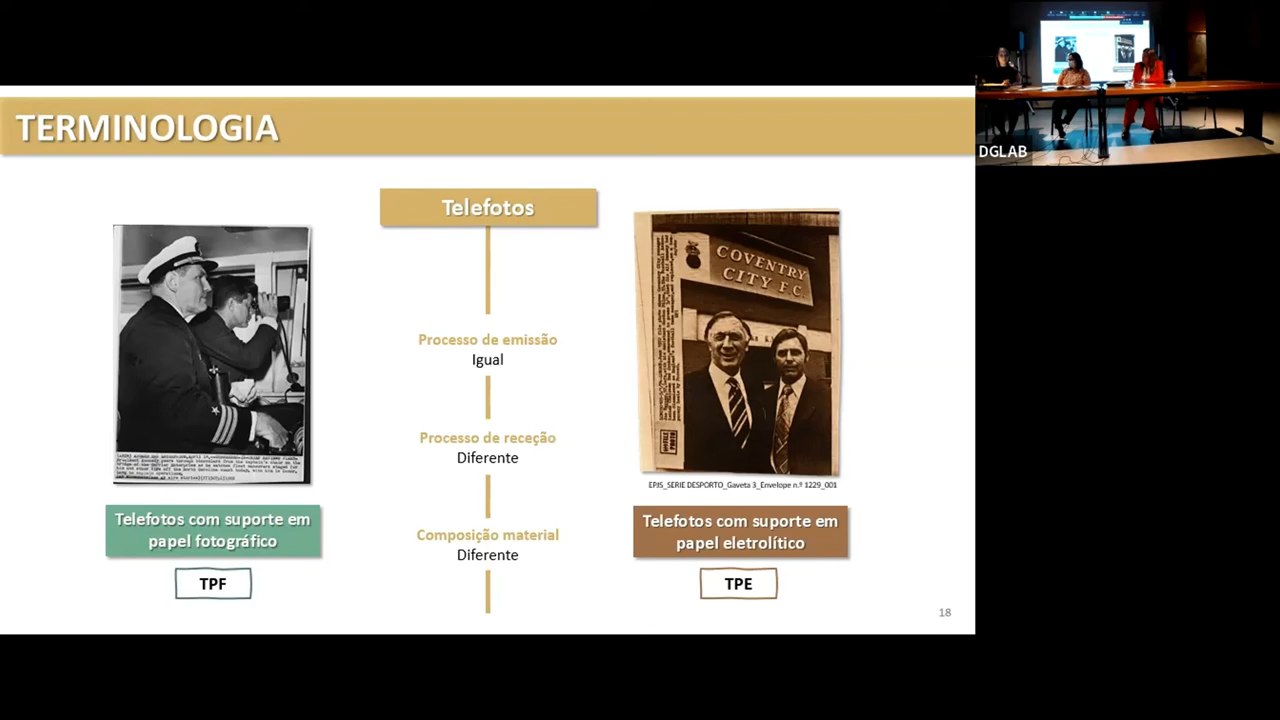 DGLAB
TERMINOLOGIA
Telefotos
COVENTRY
CITY F.C.
Processo de emissão
Igual
Processo de receção
Diferente
Composição material
Diferente
EPJS_SERIE DESPORTO_Gaveta 3_Envelope n.º 1229_001
Telefotos com suporte em
papel fotográfico
TPF
Telefotos com suporte em
papel eletrolítico
TPE
18